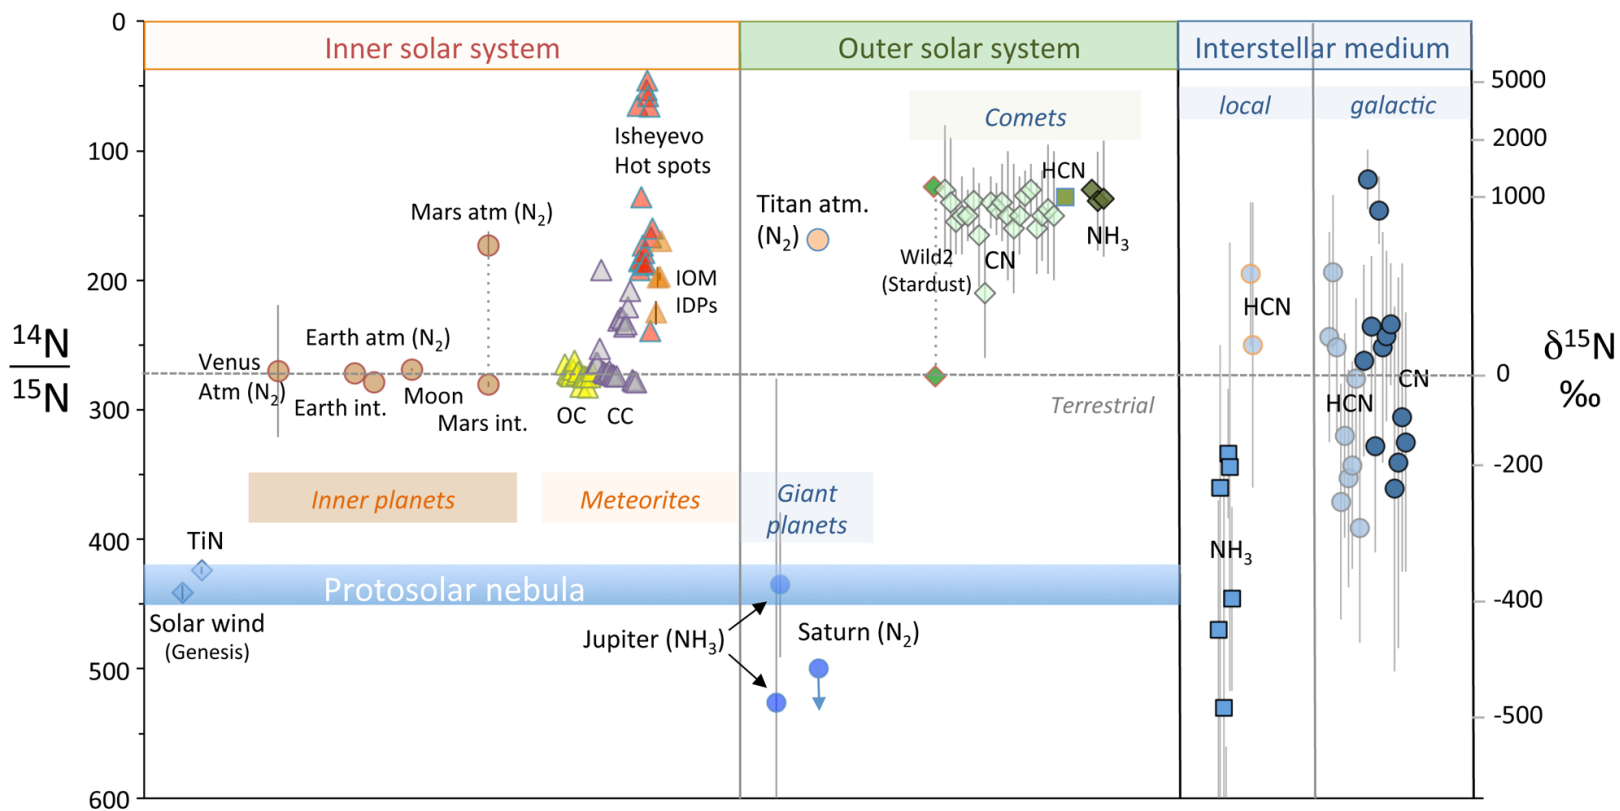 Inner solar system
Outer solar system
Interstellar medium
0
100
200
300
400
500
600
14N
15N
5000
2000
1000
0
-200
-400
-500
δ15N
‰
local
galactic
Comets
Isheyevo
Hot spots
Mars atm (N2)
Titan atm.
(N2)
HCN
NH3
Wild2
(Stardust)
CN
IOM
IDPs
HCN
Earth atm (N2)
Venus
Atm (N2)
Earth int.
Moon
Mars int.
OC
CC
Terrestrial
CN
HCN
Inner planets
Meteorites
Giant
planets
TiN
Protosolar nebula
NH3
Solar wind
(Genesis)
Jupiter (NH3)
Saturn (N2)